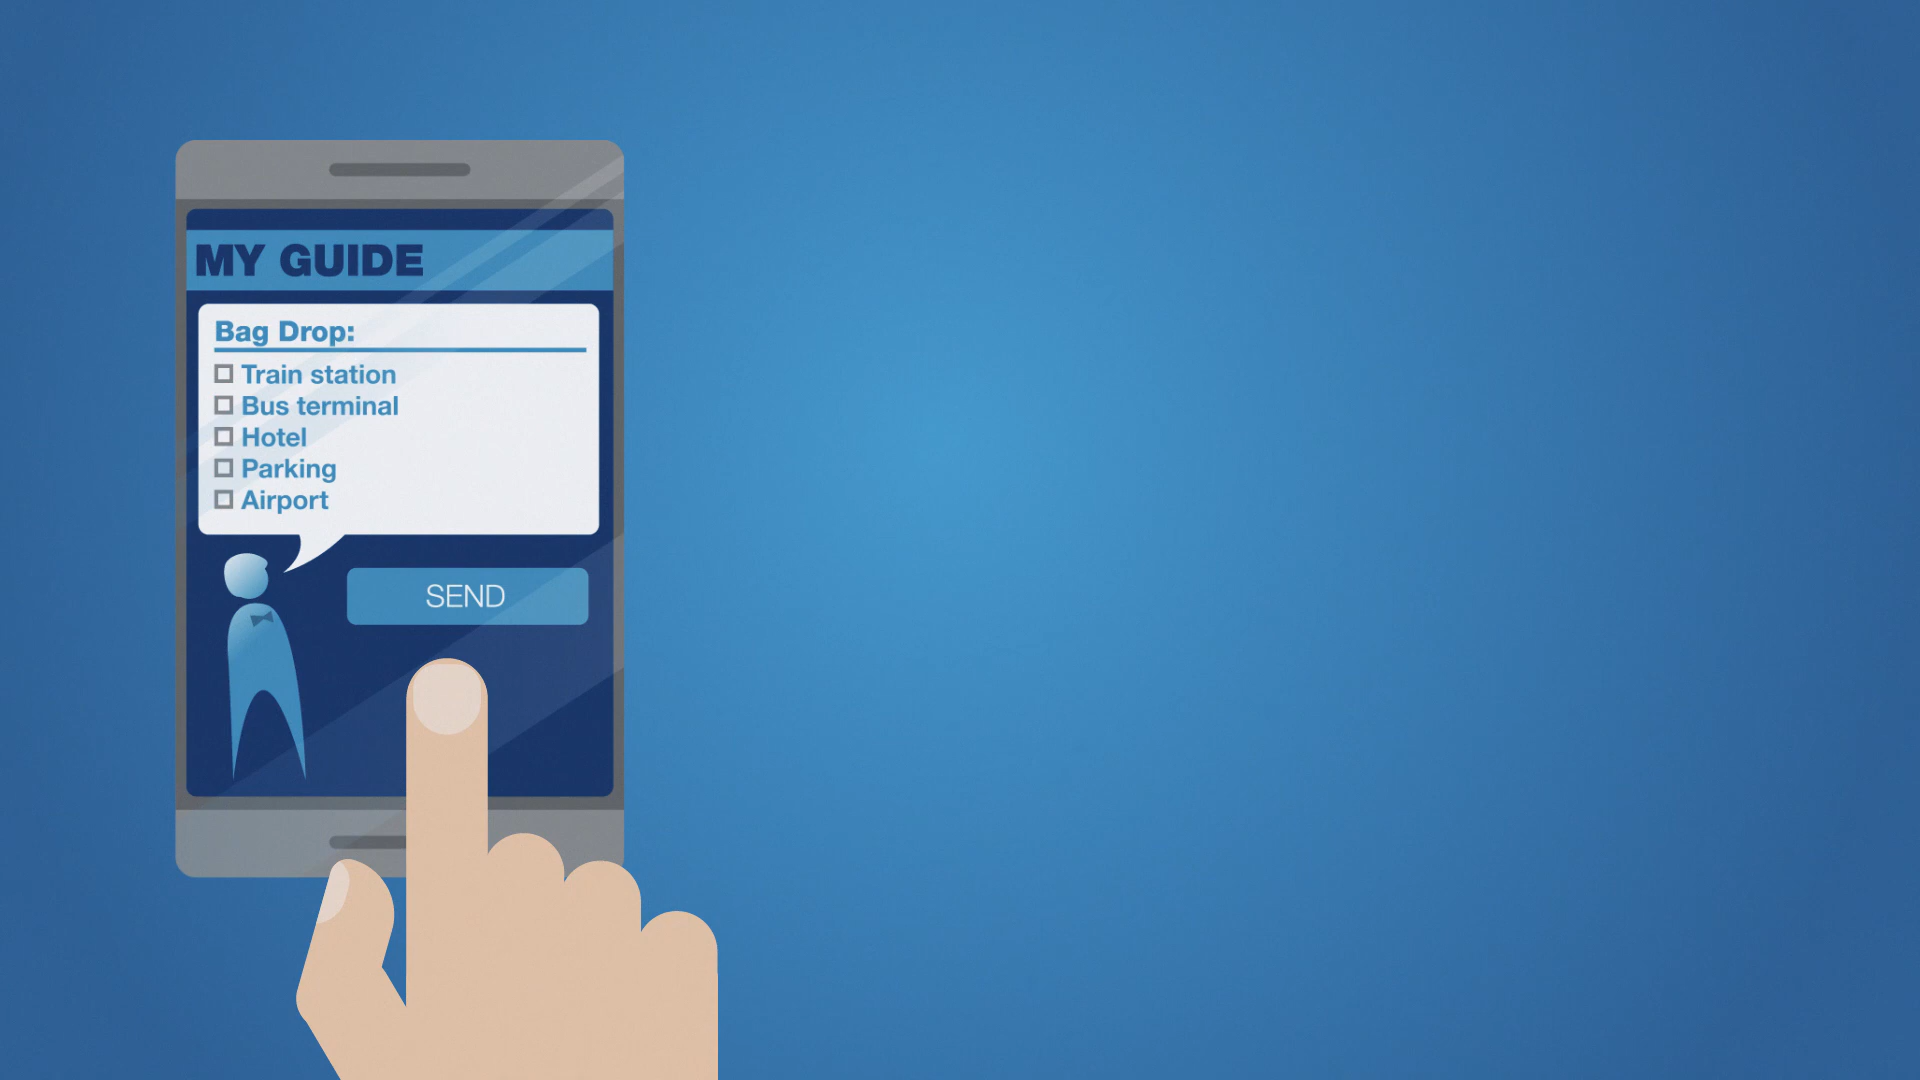 MY GUIDE
Bag Drop:
Train station
Bus terminal
Hotel
Parking
Airport
SEND